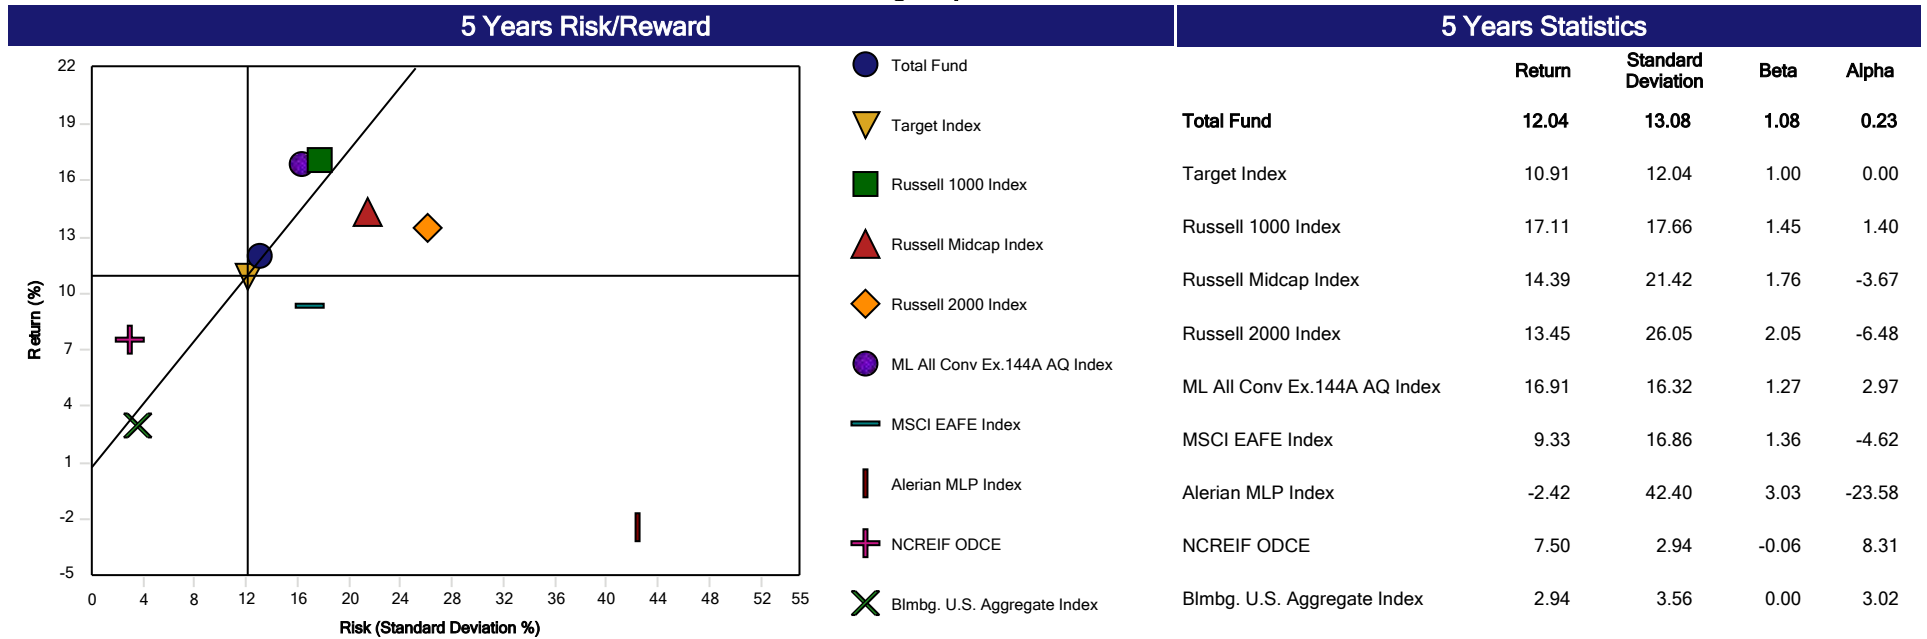 5 Years Risk/Reward
22
19
16
13
10
7
4
1
-2
-5
Return (%)
0 4 8 12 16 20 24 28 32 36 40 44 48 52 55
Risk (Standard Deviation %)
Total Fund
Target Index
Russell 1000 Index
Russell Midcap Index
Russell 2000 Index
ML All Conv Ex.144A AQ Index
MSCI EAFE Index
Alerian MLP Index
NCREIF ODCE
Blmbg. U.S. Aggregate Index
5 Years Statistics
Return Standard Deviation Beta Alpha
Total Fund 12.04 13.08 1.08 0.23
Target Index 10.91 12.04 1.00 0.00
Russell 1000 Index 17.11 17.66 1.45 1.40
Russell Midcap Index 14.39 21.42 1.76 -3.67
Russell 2000 Index 13.45 26.05 2.05 -6.48
ML All Conv Ex.144A AQ Index 16.91 16.32 1.27 2.97
MSCI EAFE Index 9.33 16.86 1.36 -4.62
Alerian MLP Index -2.42 42.40 3.03 -23.58
NCREIF ODCE 7.50 2.94 -0.06 8.31
Blmbg. U.S. Aggregate Index 2.94 3.56 0.00 3.02